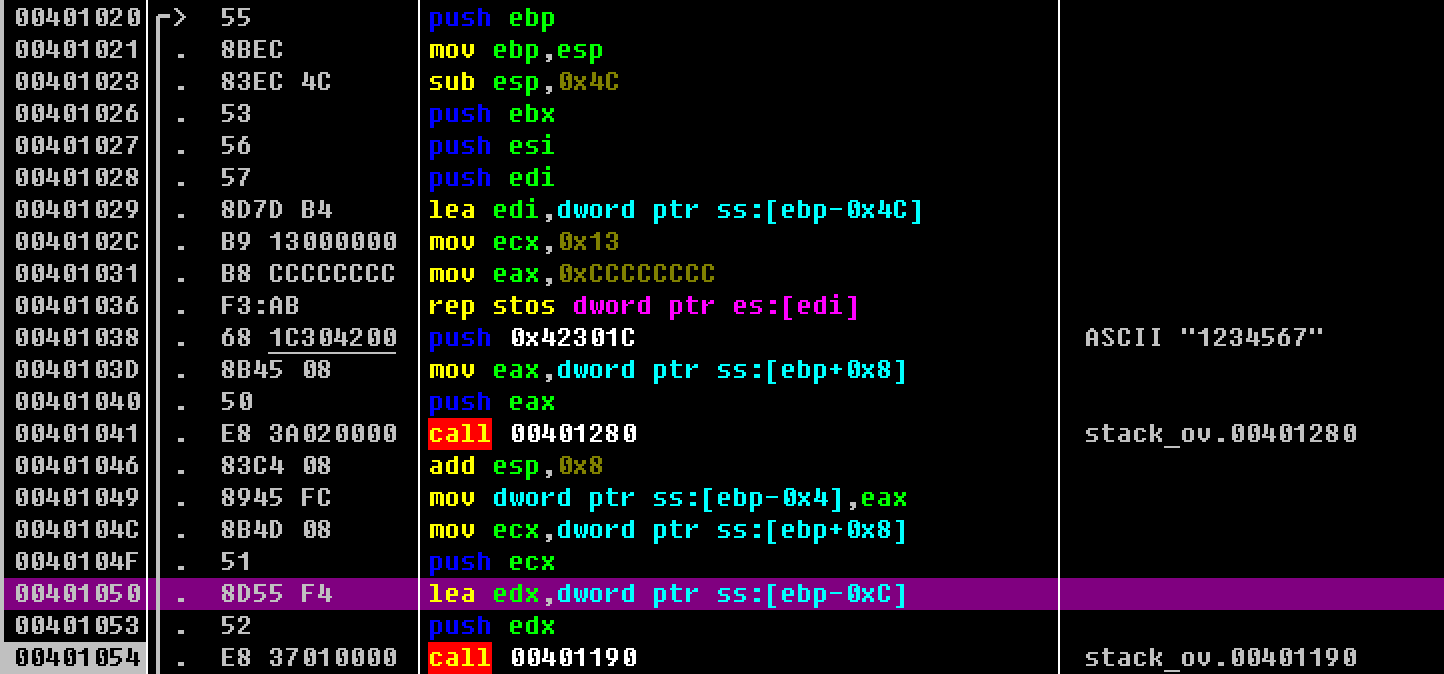 00401020 > 55 push ebp
00401021 . 8BEC mov ebp,esp
00401023 . 83EC 4C sub esp,0x4C
00401026 . 53 push ebx
00401027 . 56 push esi
00401028 . 57 push edi
00401029 . 8D7D B4 lea edi,dword ptr ss:[ebp-0x4C]
0040102C . B9 13000000 mov ecx,0x13
00401031 . B8 CCCCCCCC mov eax,0xCCCCCCCC
00401036 . F3:AB rep stos dword ptr es:[edi]
00401038 . 68 1C304200 push 0x42301C ASCII "1234567"
0040103D . 8B45 08 mov eax,dword ptr ss:[ebp+0x8]
00401040 . 50 push eax
00401041 . E8 3A020000 call 00401280 stack_ov.00401280
00401046 . 83C4 08 add esp,0x8
00401049 . 8945 FC mov dword ptr ss:[ebp-0x4],eax
0040104C . 8B4D 08 mov ecx,dword ptr ss:[ebp+0x8]
0040104F . 51 push ecx
00401050 . 8D55 F4 lea edx,dword ptr ss:[ebp-0xC]
00401053 . 52 push edx
00401054 . E8 37010000 call 00401190 stack_ov.00401190